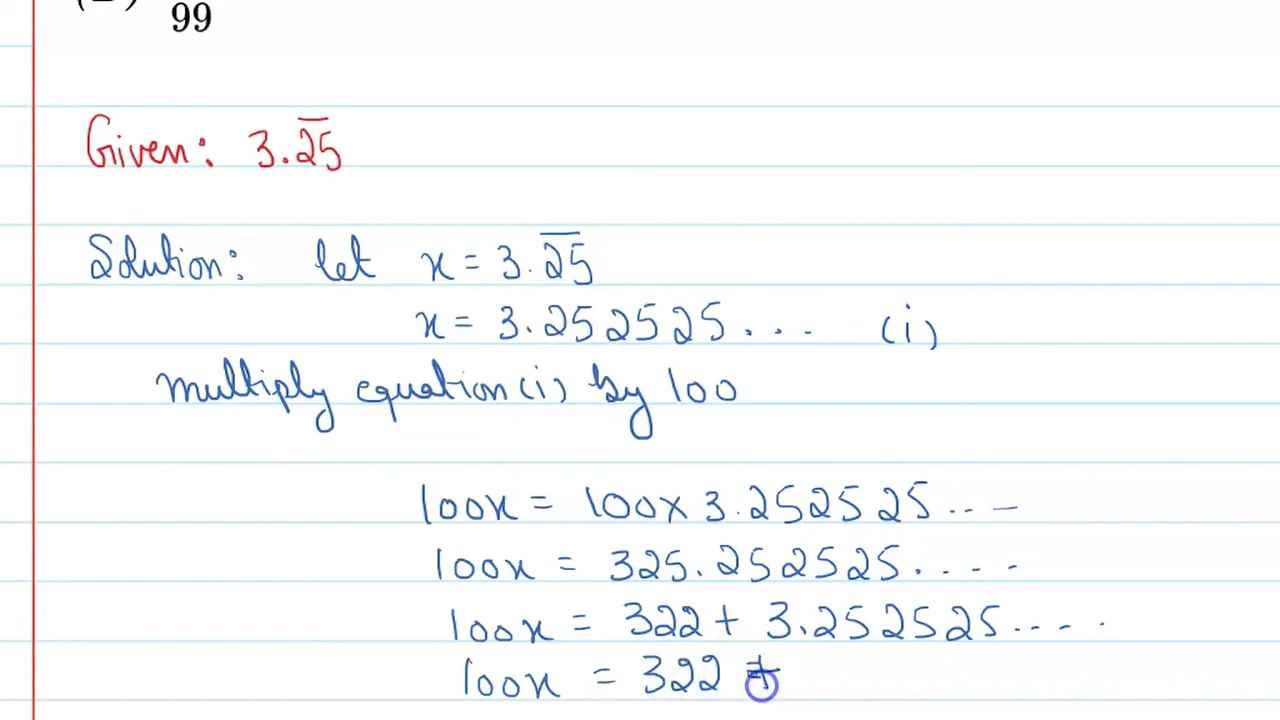 99
Given: 3.2̅5̅
Solution: let x = 3.2̅5̅
x = 3.252525... (i)
Multiply equation (i) by 100
100x = 100x 3.252525...
100x = 325.252525....
100x = 322 + 3.252525....
100x = 322 +